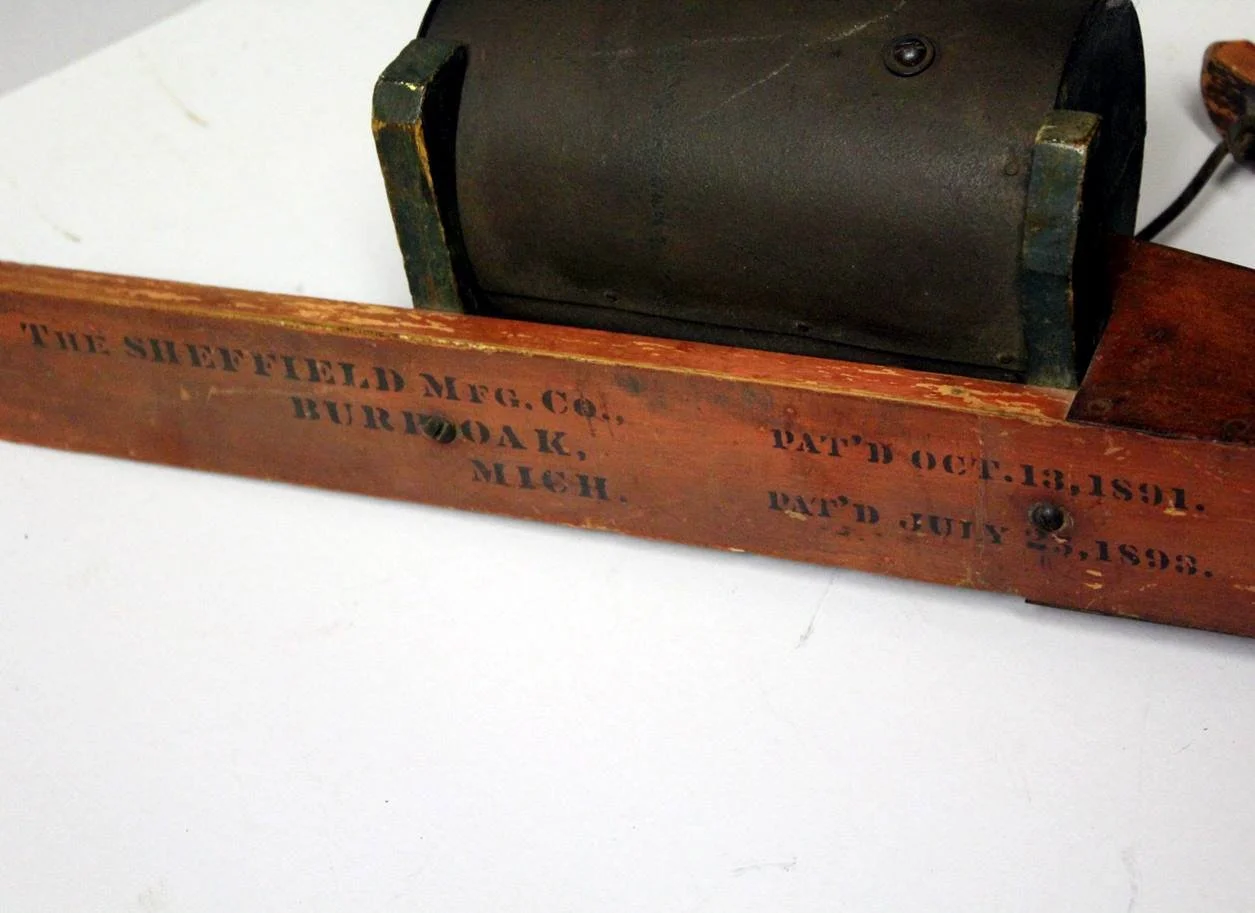 THE SHEFFIELD MFG. CO.,
BURR OAK,
MICH.
PAT'D OCT. 13, 1891.
PAT'D JULY 25, 1893.